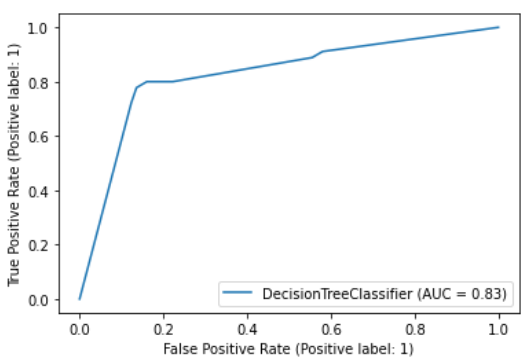 True Positive Rate (Positive label: 1)
1.0
0.8
0.6
0.4
0.2
0.0
DecisionTreeClassifier (AUC = 0.83)
0.0 0.2 0.4 0.6 0.8 1.0
False Positive Rate (Positive label: 1)